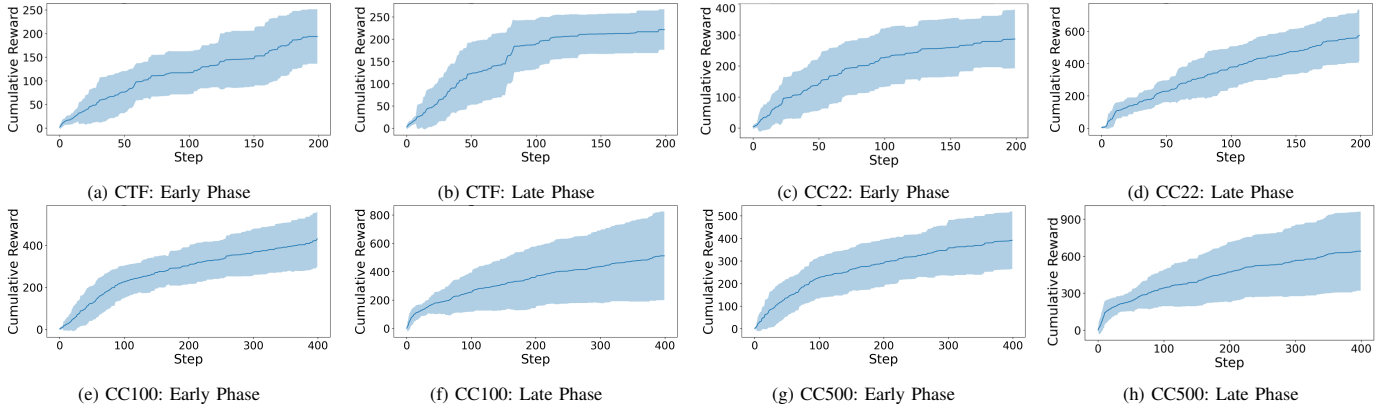 Cumulative Reward
250
200
150
100
50
0
0 50 100 150 200
Step
(a) CTF: Early Phase
Cumulative Reward
250
200
150
100
50
0
0 50 100 150 200
Step
(b) CTF: Late Phase
Cumulative Reward
400
300
200
100
0
0 50 100 150 200
Step
(c) CC22: Early Phase
Cumulative Reward
600
400
200
0
0 50 100 150 200
Step
(d) CC22: Late Phase
Cumulative Reward
400
200
0
0 100 200 300 400
Step
(e) CC100: Early Phase
Cumulative Reward
800
600
400
200
0
0 100 200 300 400
Step
(f) CC100: Late Phase
Cumulative Reward
500
400
300
200
100
0
0 100 200 300 400
Step
(g) CC500: Early Phase
Cumulative Reward
900
600
300
0
0 100 200 300 400
Step
(h) CC500: Late Phase